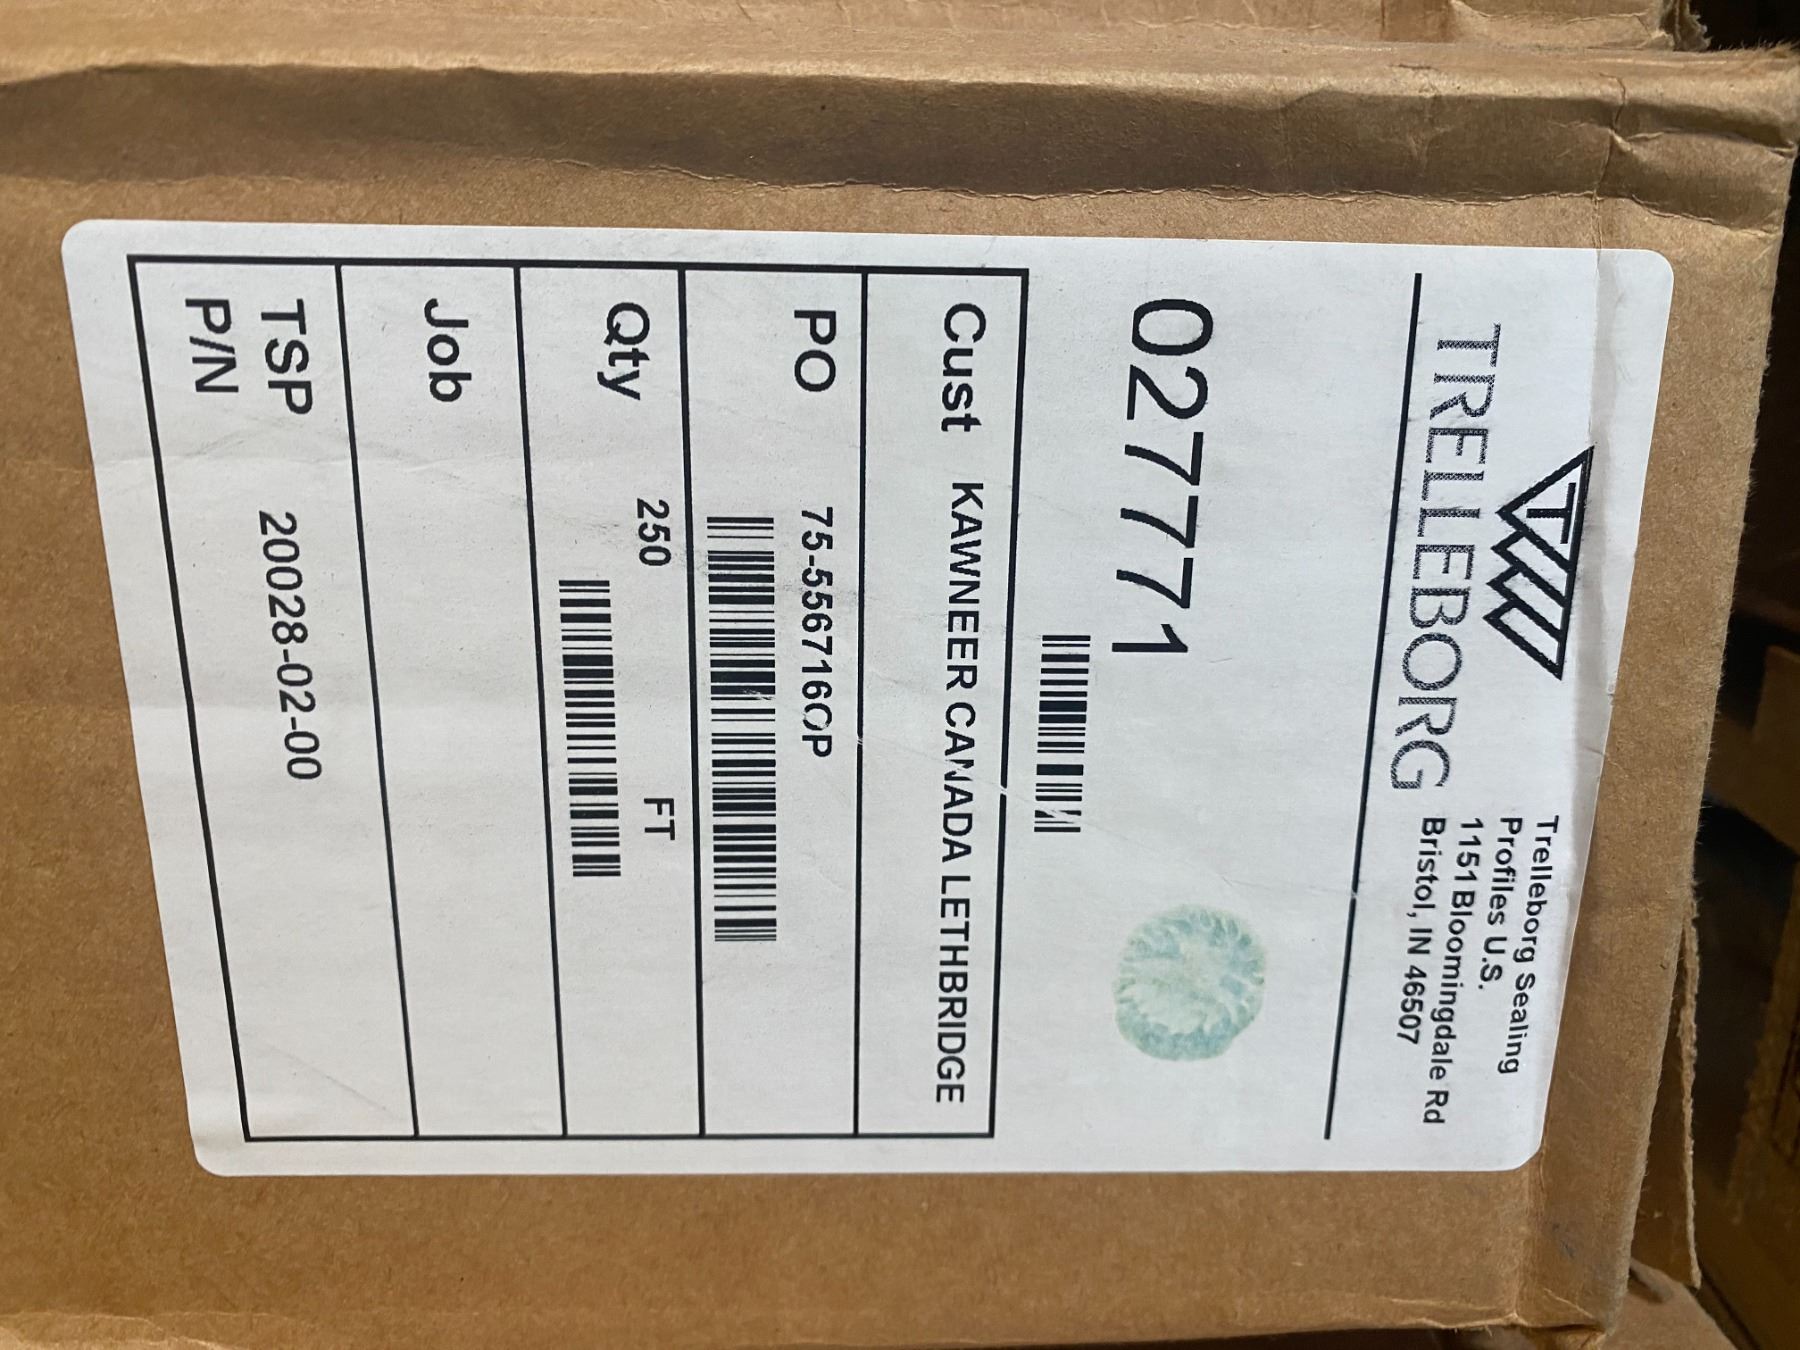 TRELLEBORG
Trelleborg Sealing
Profiles U.S.
1151 Bloomingdale Rd
Bristol, IN 46507
027771
Cust KAWNEER CANADA LETHBRIDGE
PO 75-556716OP
Qty 250 FT
Job
TSP 20028-02-00
P/N